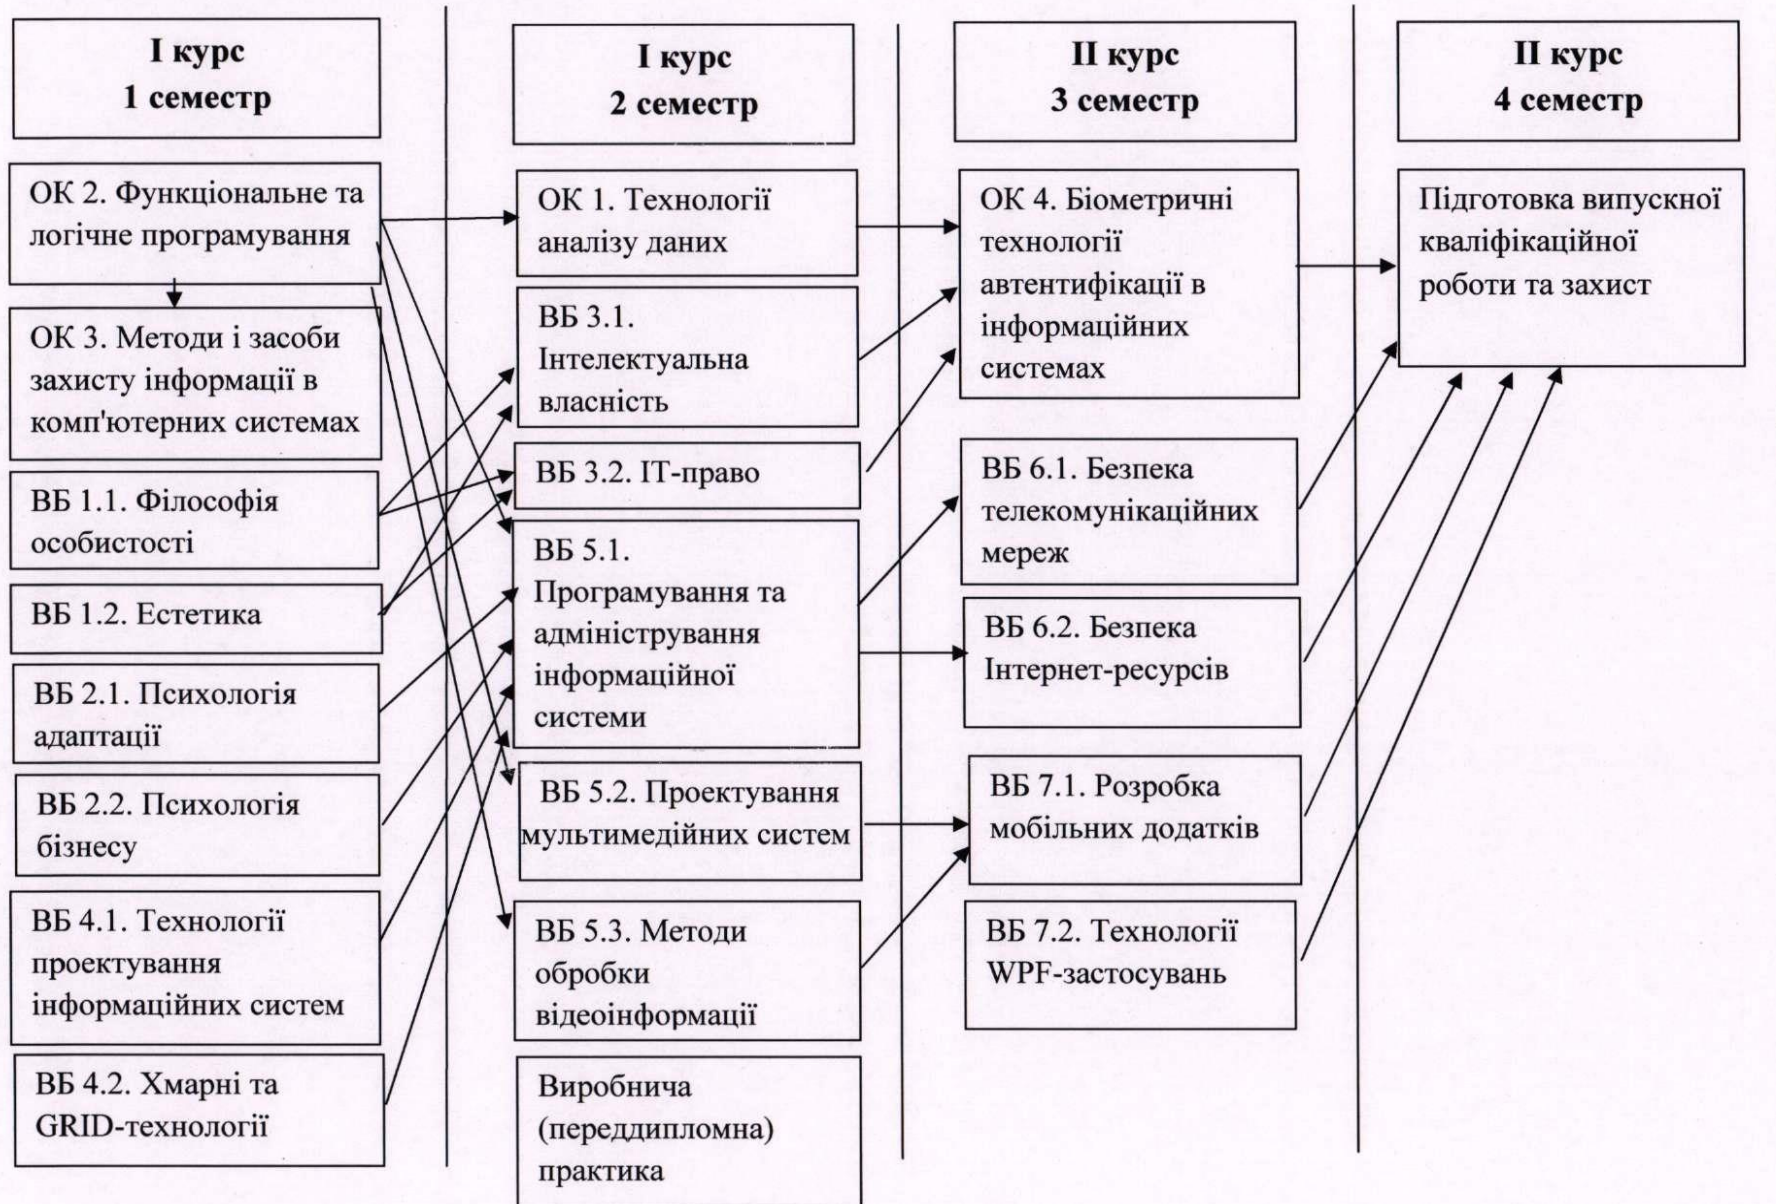 I курс
1 семестр
ОК 2. Функціональне та
логічне програмування
ОК 3. Методи і засоби
захисту інформації в
комп'ютерних системах
ВБ 1.1. Філософія
особистості
ВБ 1.2. Естетика
ВБ 2.1. Психологія
адаптації
ВБ 2.2. Психологія
бізнесу
ВБ 4.1. Технології
проектування
інформаційних систем
ВБ 4.2. Хмарні та
GRID-технології
I курс
2 семестр
ОК 1. Технології
аналізу даних
ВБ 3.1.
Інтелектуальна
власність
ВБ 3.2. ІТ-право
ВБ 5.1.
Програмування та
адміністрування
інформаційної
системи
ВБ 5.2. Проектування
мультимедійних систем
ВБ 5.3. Методи
обробки
відеоінформації
Виробнича
(переддипломна)
практика
II курс
3 семестр
ОК 4. Біометричні
технології
автентифікації в
інформаційних
системах
ВБ 6.1. Безпека
телекомунікаційних
мереж
ВБ 6.2. Безпека
Інтернет-ресурсів
ВБ 7.1. Розробка
мобільних додатків
ВБ 7.2. Технології
WPF-застосувань
II курс
4 семестр
Підготовка випускної
кваліфікаційної
роботи та захист